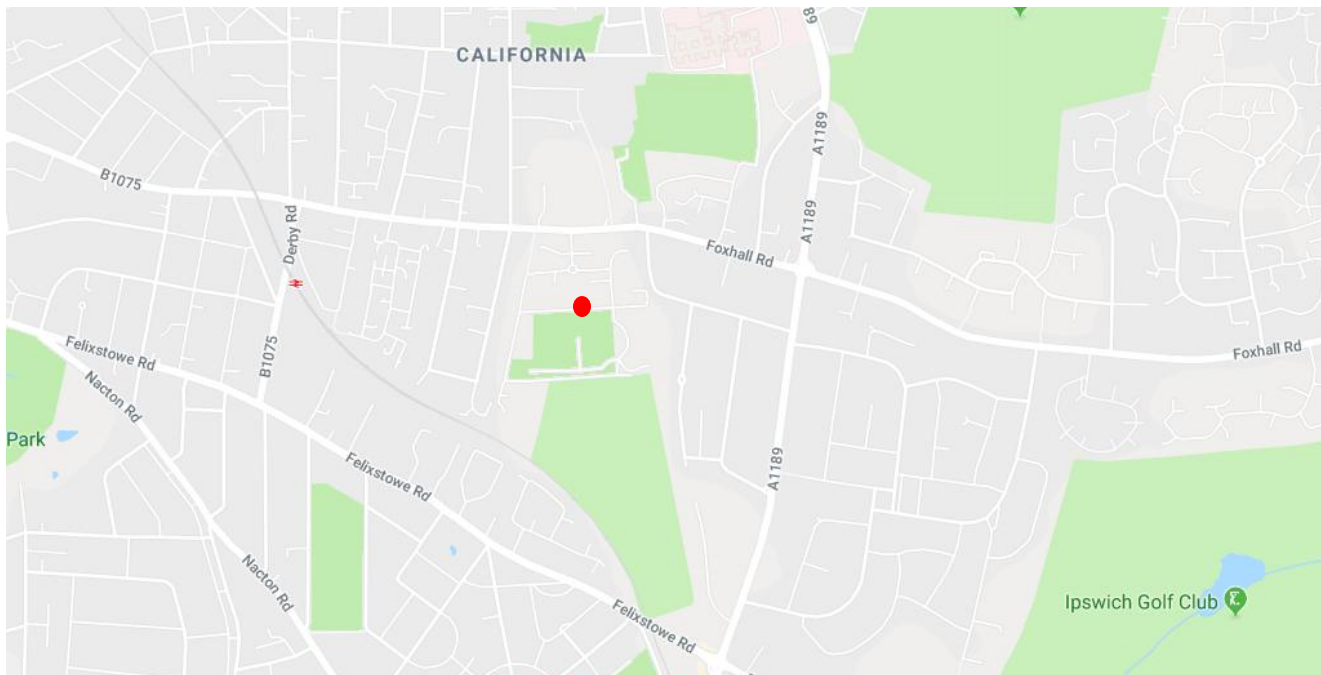 89
CALIFORNIA
A1189
B1075
Derby Rd
A1189
Foxhall Rd
Felixstowe Rd
B1075
Foxhall Rd
Nacton Rd
Park
Felixstowe Rd
A1189
Nacton Rd
Ipswich Golf Club
Felixstowe Rd